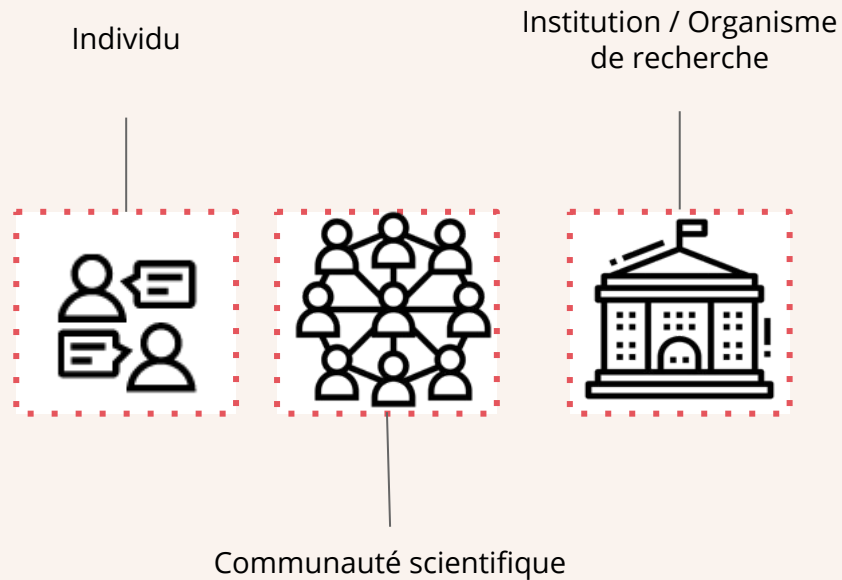 Individu
Institution / Organisme
de recherche
Communauté scientifique